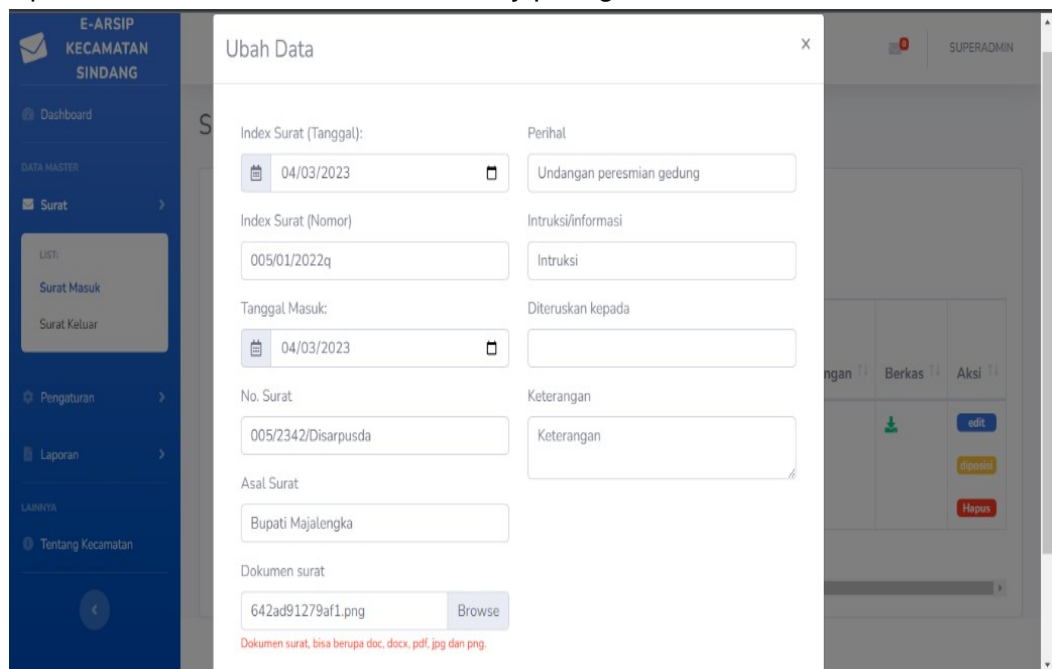 E-ARSIP
KECAMATAN
SINDANG
Dashboard
DATA MASTER
Surat
LIST:
Surat Masuk
Surat Keluar
Pengaturan
Laporan
LAINNYA
Tentang Kecamatan
0
SUPERADMIN
S
Ubah Data
X
Index Surat (Tanggal):
04/03/2023
Index Surat (Nomor)
005/01/2022q
Tanggal Masuk:
04/03/2023
No. Surat
005/2342/Disarpusda
Asal Surat
Bupati Majalengka
Dokumen surat
642ad91279af1.png Browse
Dokumen surat, bisa berupa doc, docx, pdf, jpg dan png.
Perihal
Undangan peresmian gedung
Intruksi/informasi
Intruksi
Diteruskan kepada
Keterangan
Keterangan
ngan Berkas Aksi
edit
diposisi
Hapus